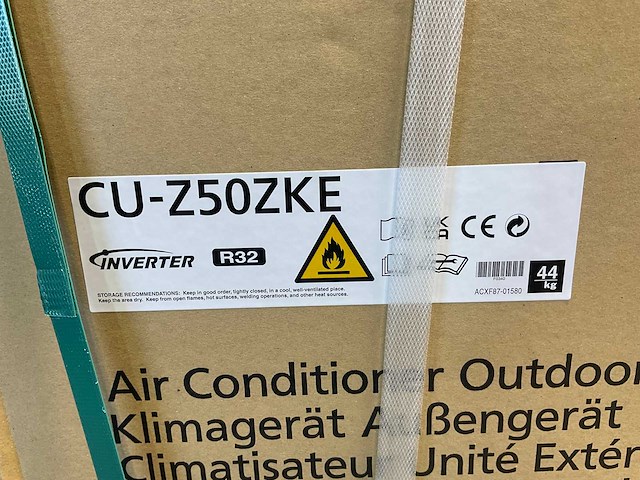 CU-Z50ZKE
INVERTER R32
CE
STORAGE RECOMMENDATIONS: Keep in good order, tightly closed, in a cool, well-ventilated place.
Keep the area dry. Keep from open flames, hot surfaces, welding operations, and other heat sources.
ACXF87-01580
44
kg
Air Conditioner Outdoor
Klimagerät Außengerät
Climatisateu Unité Extér